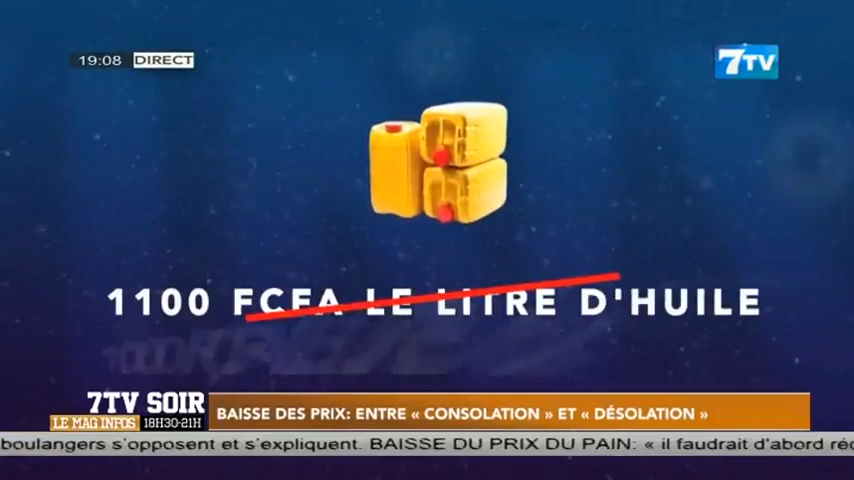 19:08 DIRECT
7TV
1100 FCFA LE LITRE D'HUILE
7TV SOIR
LE MAG INFOS 18H30-21H
BAISSE DES PRIX: ENTRE « CONSOLATION » ET « DÉSOLATION »
boulangers s'opposent et s'expliquent. BAISSE DU PRIX DU PAIN: « il faudrait d'abord